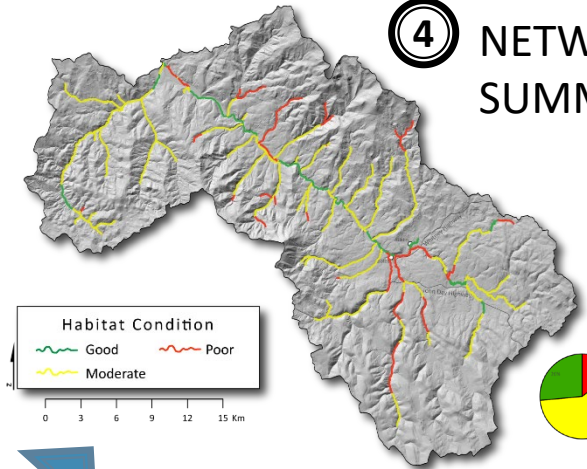 4 NETW
SUMM
Habitat Condition
Good Poor
Moderate
Z
0 3 6 9 12 15 Km